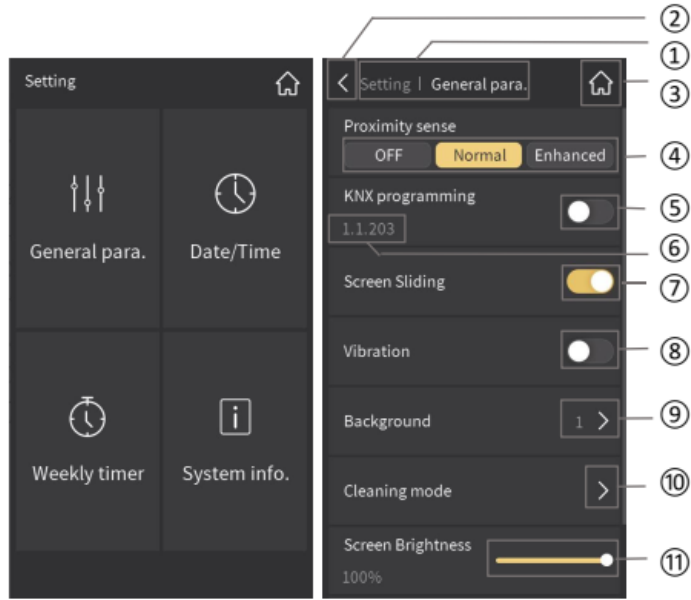 Setting
General para.
Date/Time
Weekly timer
System info.
②
①
Setting | General para.
③
Proximity sense
OFF Normal Enhanced
④
KNX programming
⑤
1.1.203
⑥
Screen Sliding
⑦
Vibration
⑧
Background
1
⑨
Cleaning mode
⑩
Screen Brightness
100%
⑪